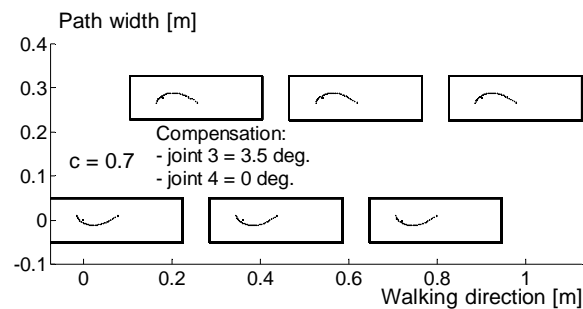 Path width [m]
0.4
0.3
0.2
Compensation:
c = 0.7
- joint 3 = 3.5 deg.
0.1
- joint 4 = 0 deg.
0
-0.1
0 0.2 0.4 0.6 0.8 1
Walking direction [m]